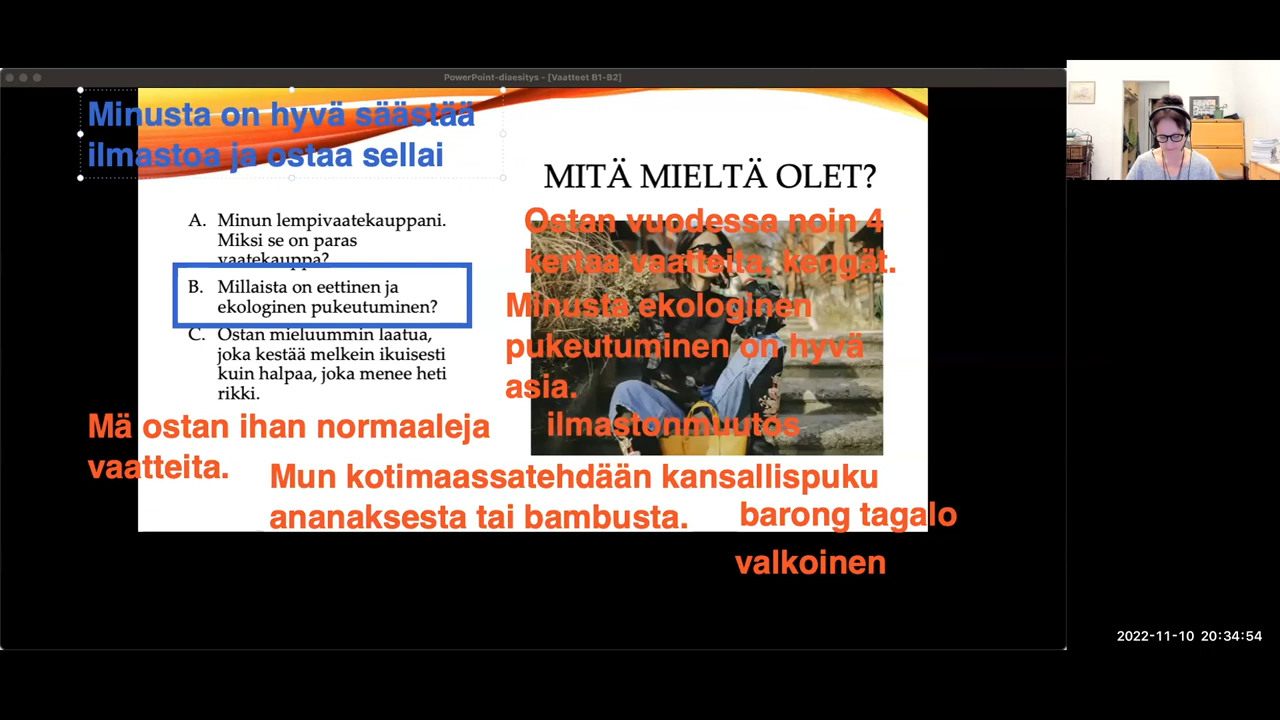 PowerPoint-diaesitys - [Vaatteet B1-B2]
Minusta on hyvä säästää
ilmastoa ja ostaa sellai
MITÄ MIELTÄ OLET?
A. Minun lempivaatekauppani.
Miksi se on paras
vaatekauppa?
B. Millaista on eettinen ja
ekologinen pukeutuminen?
C. Ostan mieluummin laatua,
joka kestää melkein ikuisesti
kuin halpaa, joka menee heti
rikki.
Ostan vuodessa noin 4
kertaa vaatteita, kengät.
Minusta ekologinen
pukeutuminen on hyvä
asia.
ilmastonmuutos
Mä ostan ihan normaaleja
vaatteita.
Mun kotimaassatehdään kansallispuku
ananaksesta tai bambusta.
barong tagalo
valkoinen
2022-11-10 20:34:54